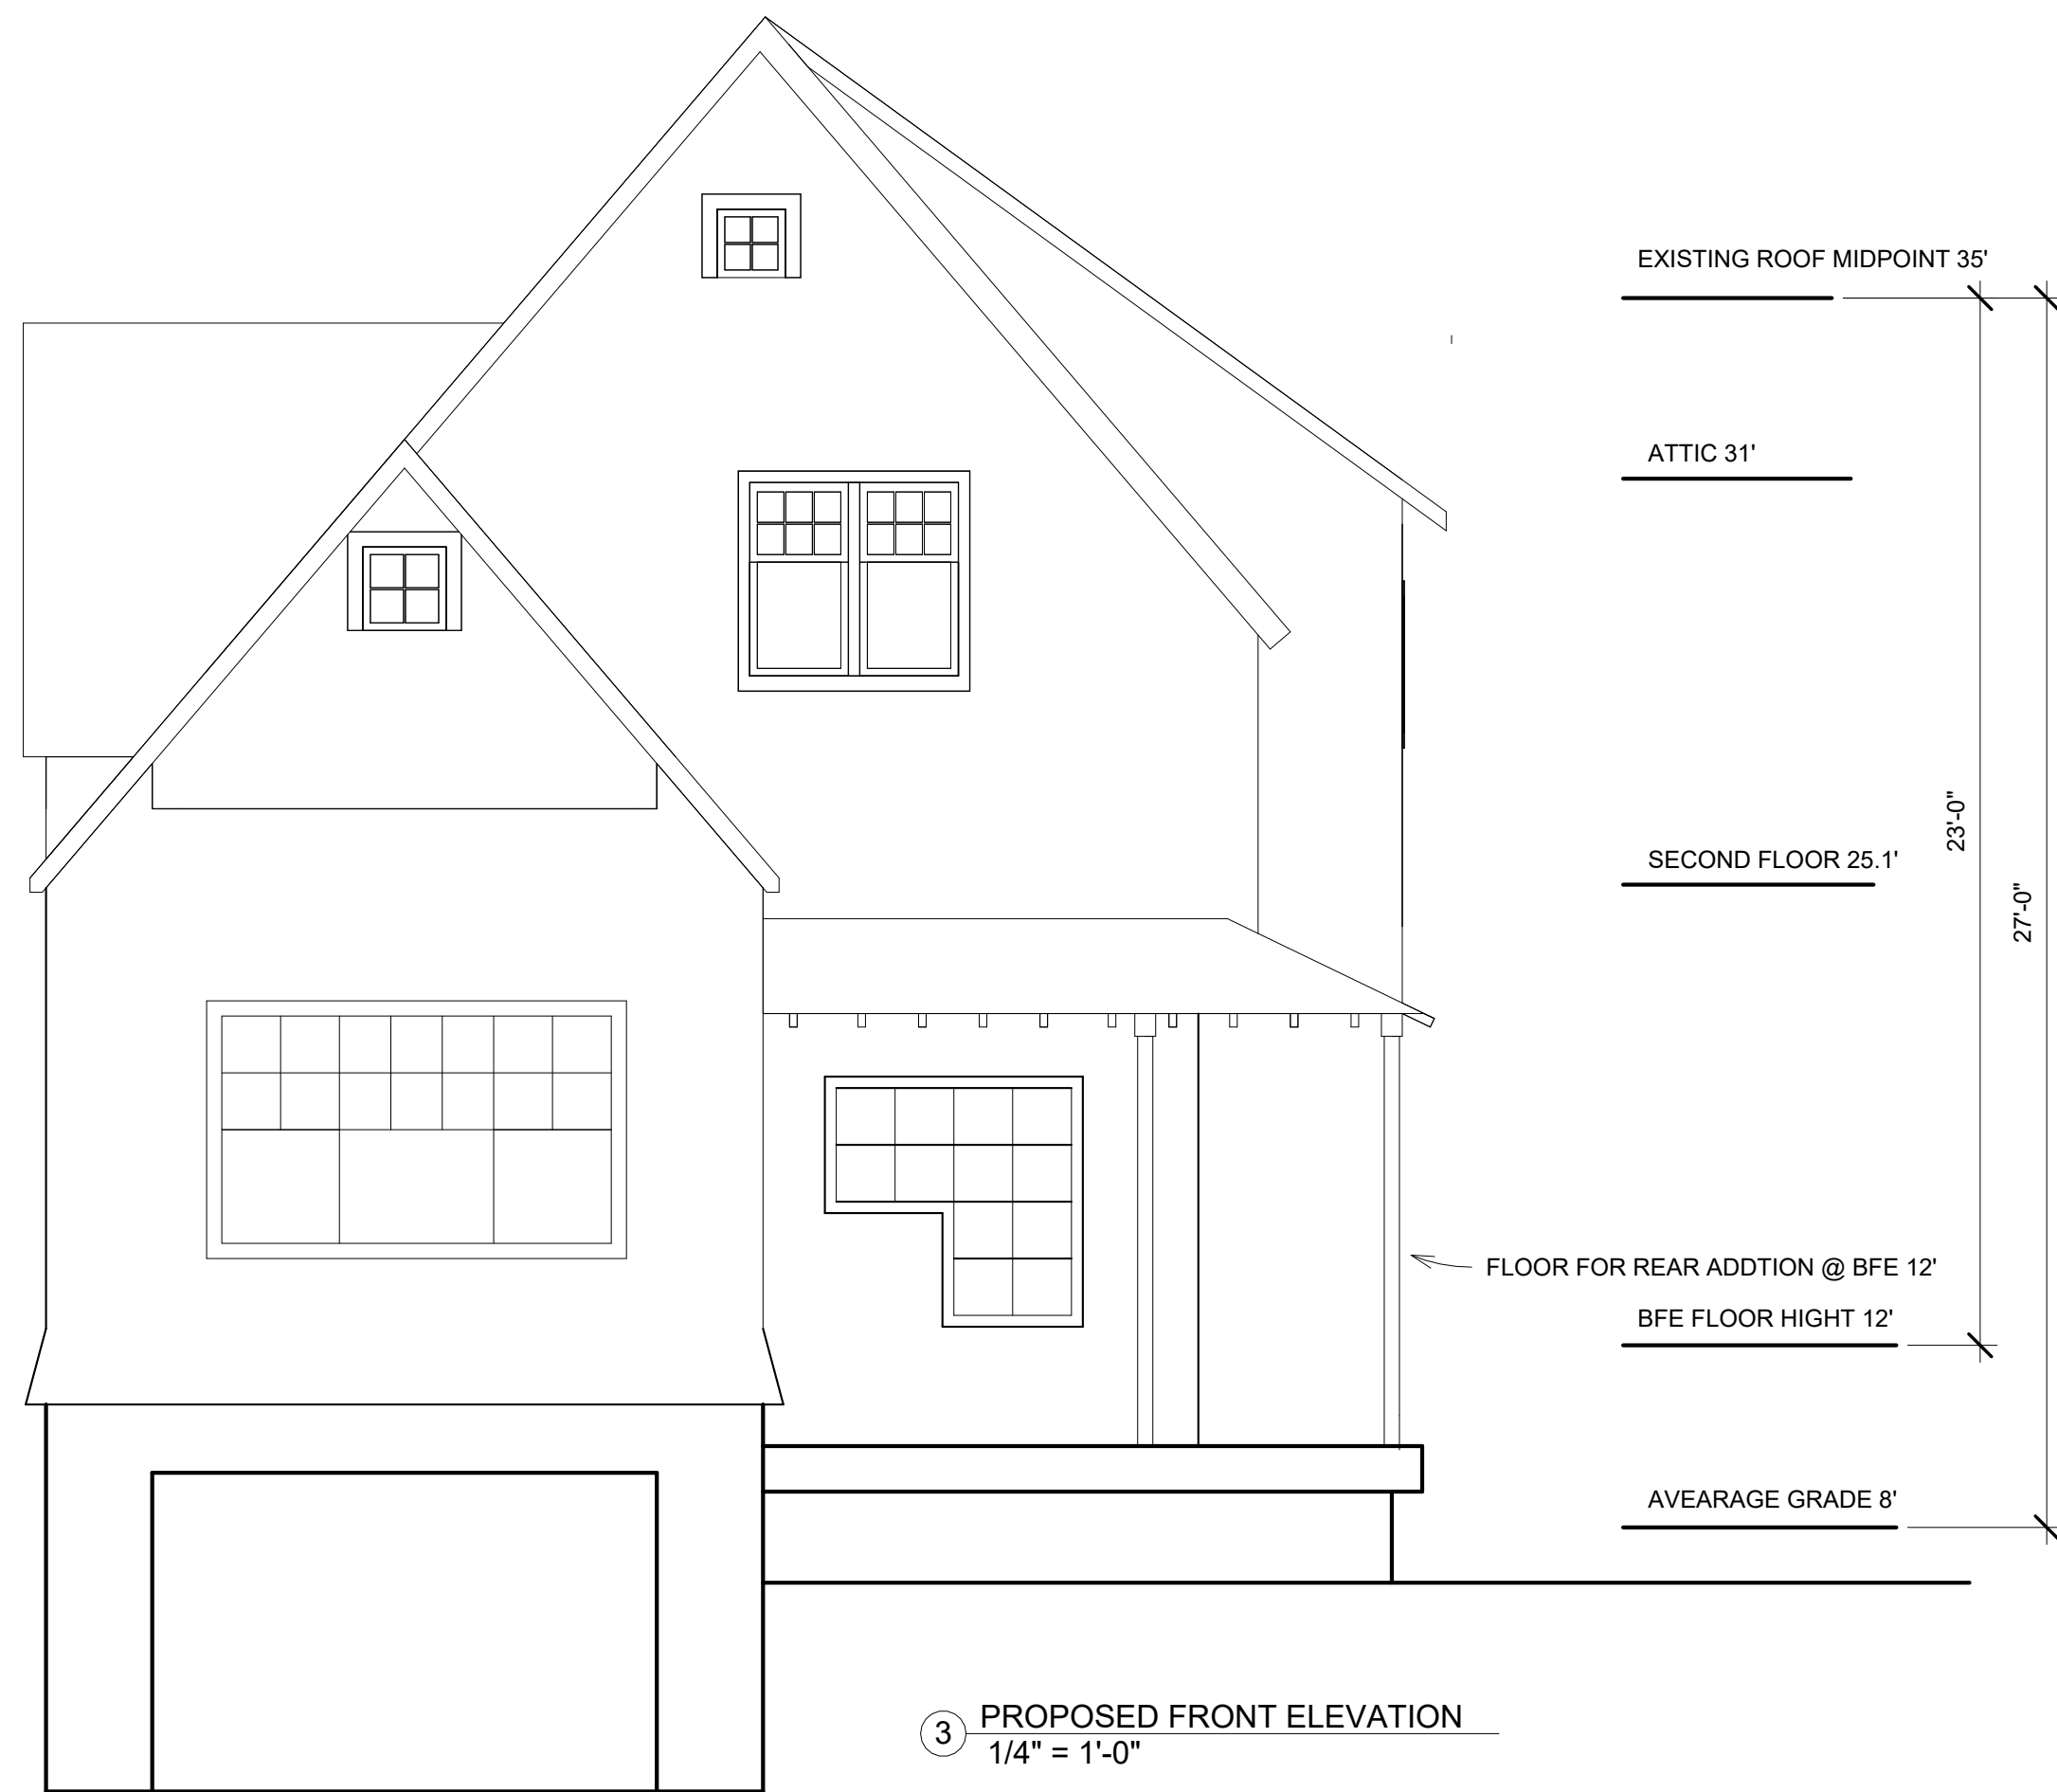 EXISTING ROOF MIDPOINT 35'
ATTIC 31'
23'-0"
SECOND FLOOR 25.1'
27'-0"
FLOOR FOR REAR ADDTION @ BFE 12'
BFE FLOOR HIGHT 12'
AVEARAGE GRADE 8'
3 PROPOSED FRONT ELEVATION
1/4" = 1'-0"